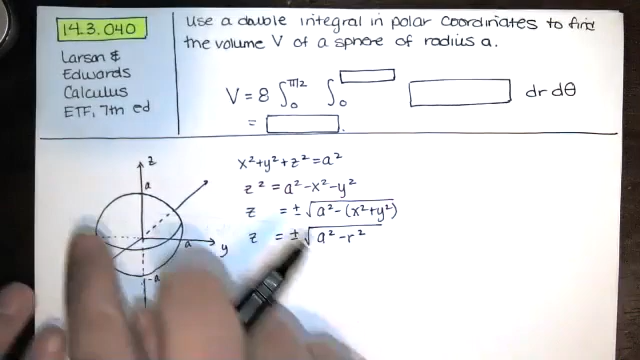 14.3.040
Larson &
Edwards
Calculus
ETF, 7th ed
Use a double integral in polar coordinates to find
the volume V of a sphere of radius a.
V = 8 ∫₀^π/2 ∫₀ dr dθ
= .
z
a
a
y
-a
x²+y²+z² = a²
z² = a²-x²-y²
z = ±√a²-(x²+y²)
z = ±√a²-r²